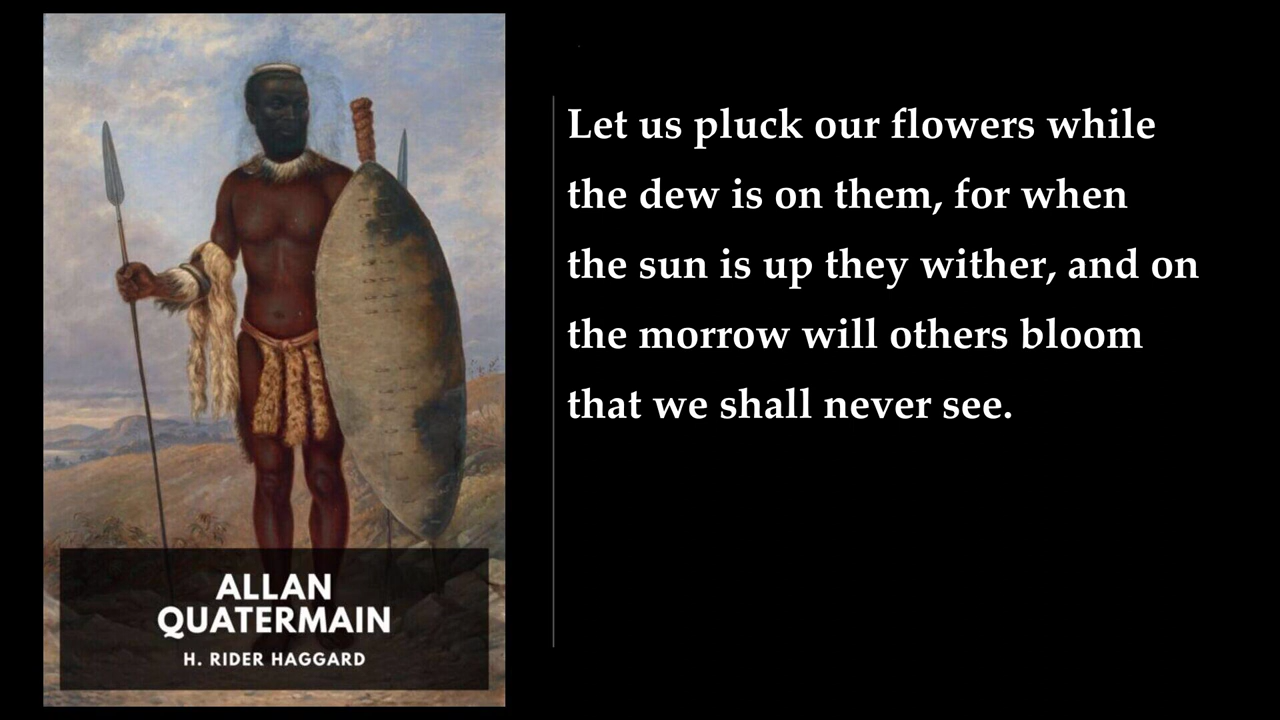 ALLAN
QUATERMAIN
H. RIDER HAGGARD
Let us pluck our flowers while
the dew is on them, for when
the sun is up they wither, and on
the morrow will others bloom
that we shall never see.